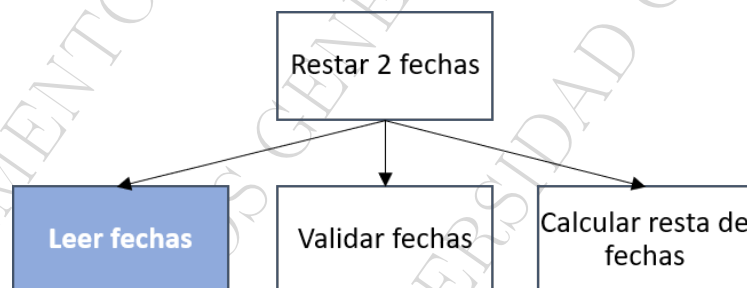 Restar 2 fechas
Leer fechas
Validar fechas
Calcular resta de
fechas